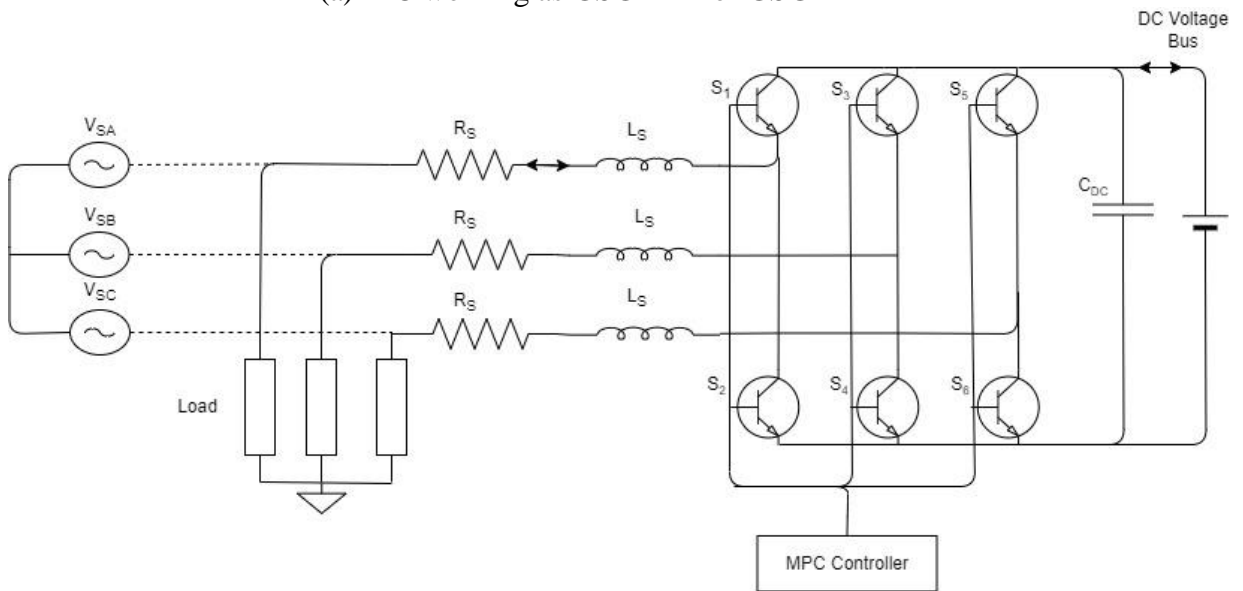 DC Voltage
Bus
S1
S3
S5
VSA
RS
LS
CDC
VSB
RS
LS
VSC
RS
LS
S2
S4
S6
Load
MPC Controller